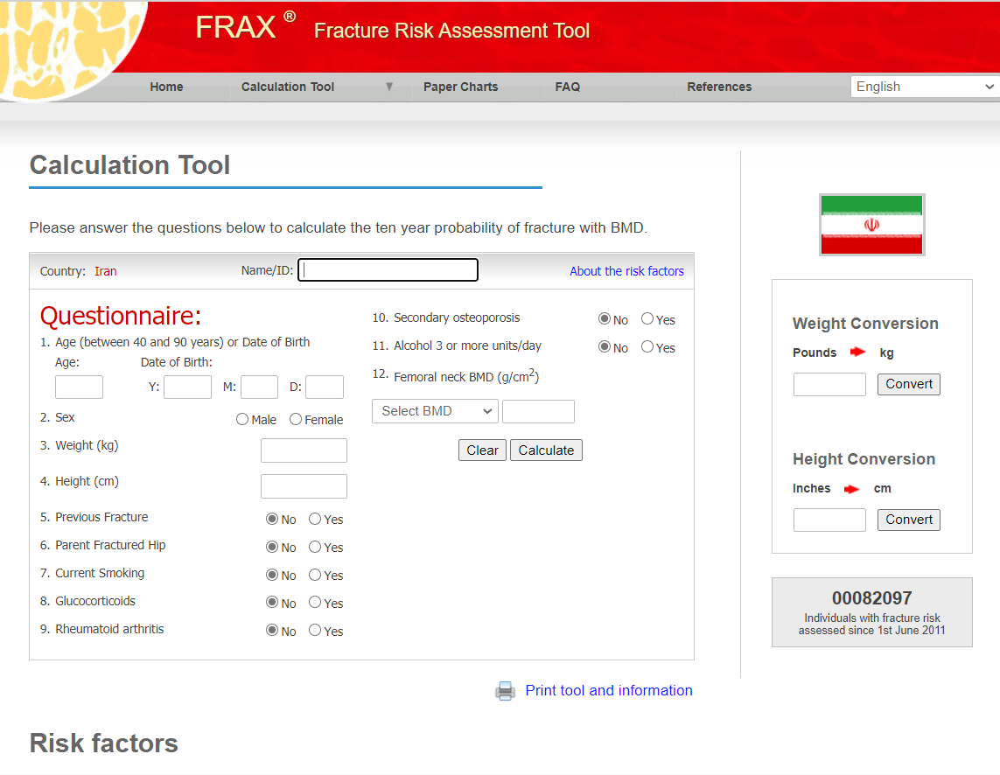 FRAX ® Fracture Risk Assessment Tool
Home Calculation Tool ▼ Paper Charts FAQ References English
Calculation Tool
Please answer the questions below to calculate the ten year probability of fracture with BMD.
Country: Iran Name/ID: About the risk factors
Questionnaire:
1. Age (between 40 and 90 years) or Date of Birth
Age: Date of Birth:
Y: M: D:
2. Sex Male Female
3. Weight (kg)
4. Height (cm)
5. Previous Fracture No Yes
6. Parent Fractured Hip No Yes
7. Current Smoking No Yes
8. Glucocorticoids No Yes
9. Rheumatoid arthritis No Yes
10. Secondary osteoporosis No Yes
11. Alcohol 3 or more units/day No Yes
12. Femoral neck BMD (g/cm²)
Select BMD
Clear Calculate
Print tool and information
Weight Conversion
Pounds kg
Convert
Height Conversion
Inches cm
Convert
00082097
Individuals with fracture risk
assessed since 1st June 2011
Risk factors